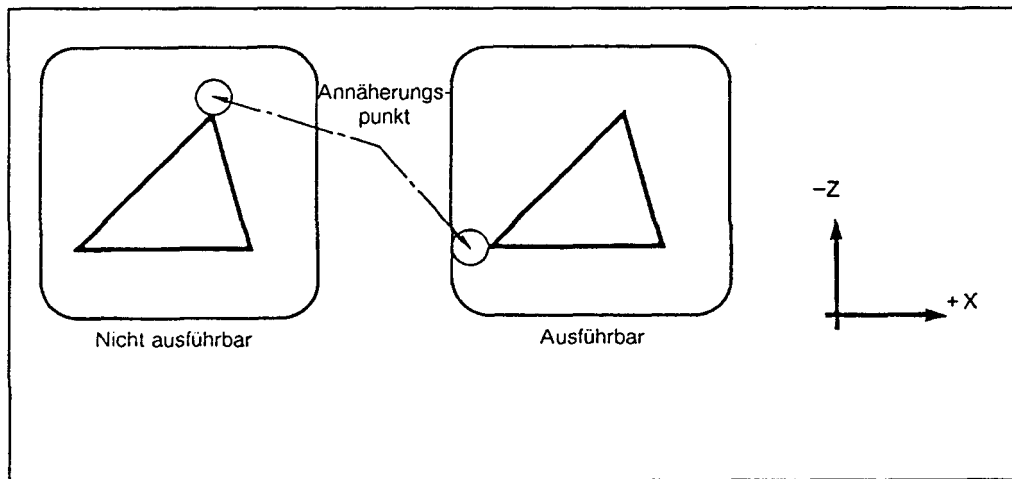 Annäherungs-
punkt
–Z
+X
Nicht ausführbar
Ausführbar